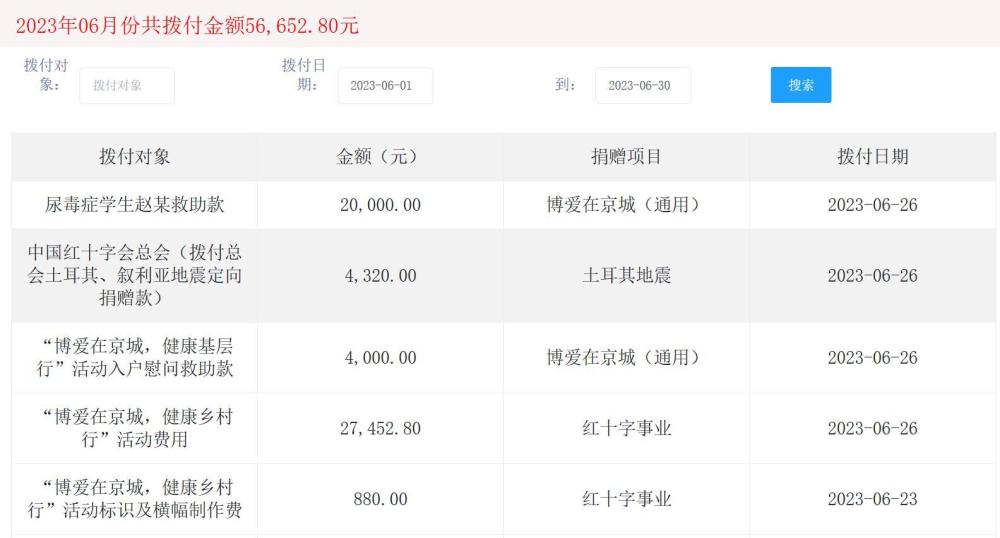 2023年06月份共拨付金额56,652.80元
拨付对
象：
拨付对象
拨付日
期：
2023-06-01
到：
2023-06-30
搜索
拨付对象
金额（元）
捐赠项目
拨付日期
尿毒症学生赵某救助款
20,000.00
博爱在京城（通用）
2023-06-26
中国红十字会总会（拨付总
会土耳其、叙利亚地震定向
捐赠款）
4,320.00
土耳其地震
2023-06-26
“博爱在京城，健康基层
行”活动入户慰问救助款
4,000.00
博爱在京城（通用）
2023-06-26
“博爱在京城，健康乡村
行”活动费用
27,452.80
红十字事业
2023-06-26
“博爱在京城，健康乡村
行”活动标识及横幅制作费
880.00
红十字事业
2023-06-23